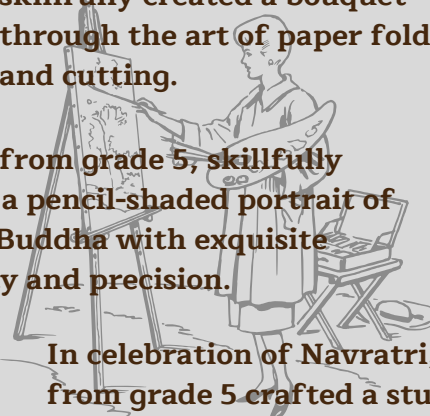 skillfully created a bouquet
through the art of paper fold
and cutting.
from grade 5, skillfully
a pencil-shaded portrait of
Buddha with exquisite
y and precision.
In celebration of Navratri,
from grade 5 crafted a stu